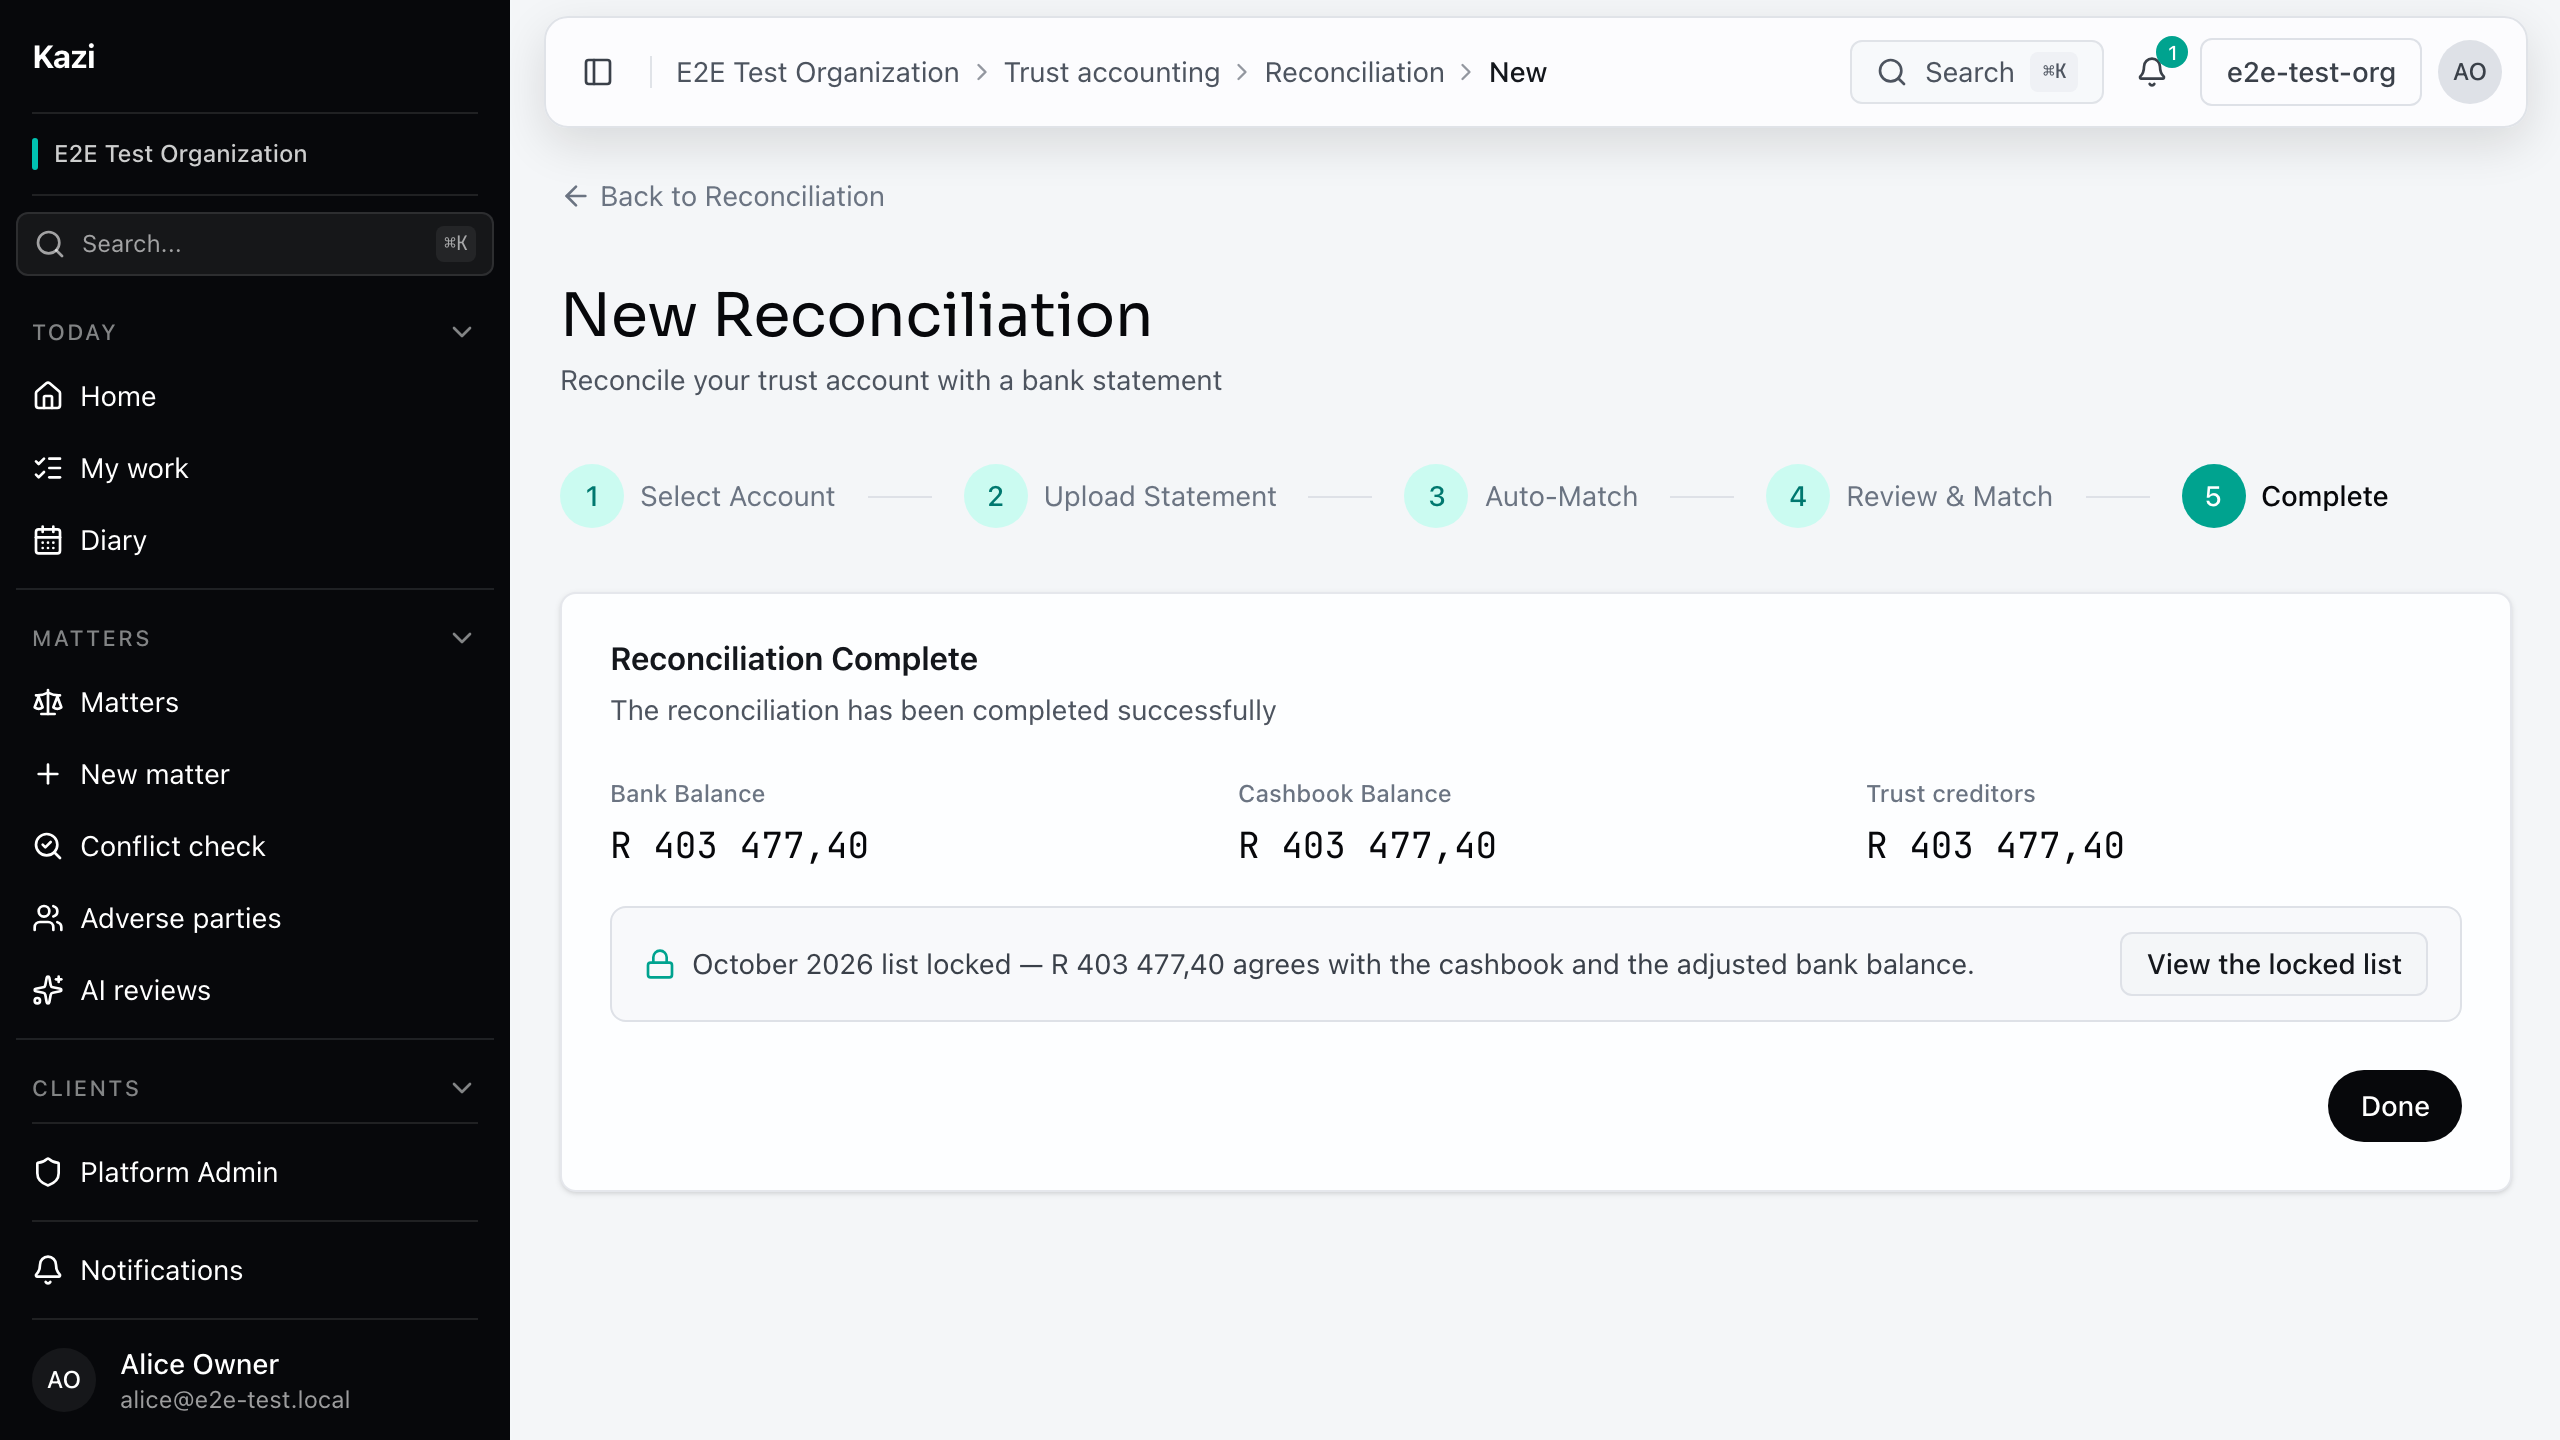 Kazi
E2E Test Organization
Search...
⌘K
TODAY
Home
My work
Diary
MATTERS
Matters
New matter
Conflict check
Adverse parties
AI reviews
CLIENTS
Platform Admin
Notifications
AO
Alice Owner
alice@e2e-test.local
E2E Test Organization > Trust accounting > Reconciliation > New
Search ⌘K
1
e2e-test-org
AO
Back to Reconciliation
New Reconciliation
Reconcile your trust account with a bank statement
1 Select Account
2 Upload Statement
3 Auto-Match
4 Review & Match
5 Complete
Reconciliation Complete
The reconciliation has been completed successfully
Bank Balance
R 403 477,40
Cashbook Balance
R 403 477,40
Trust creditors
R 403 477,40
October 2026 list locked — R 403 477,40 agrees with the cashbook and the adjusted bank balance.
View the locked list
Done